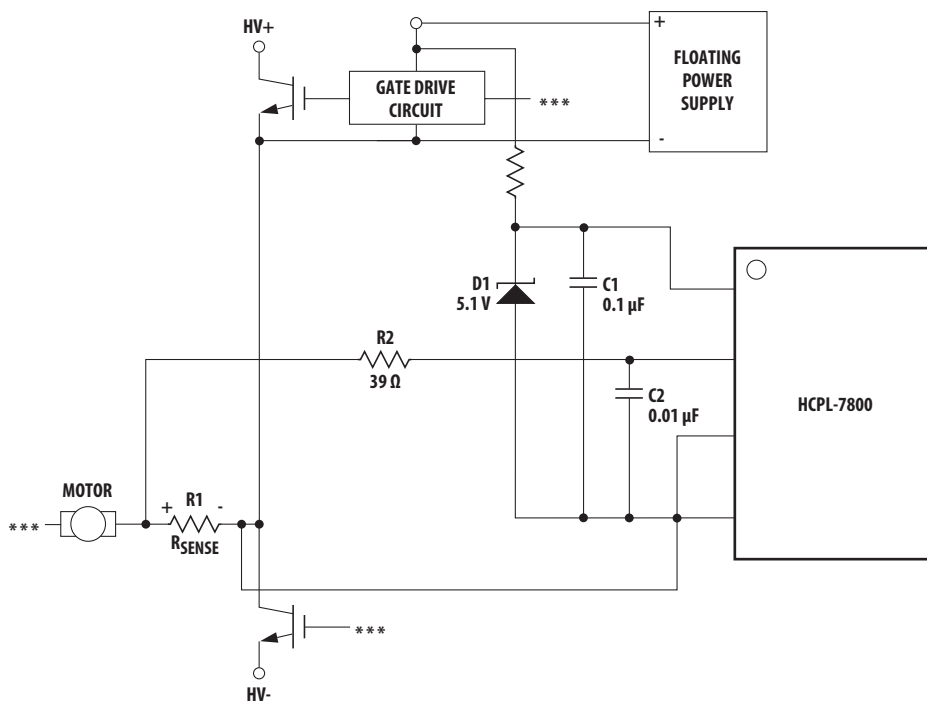 HV+
+
FLOATING
POWER
SUPPLY
-
GATE DRIVE
CIRCUIT
***
D1
5.1 V
C1
0.1 µF
R2
39 Ω
C2
0.01 µF
HCPL-7800
MOTOR
***
+ R1 -
RSENSE
***
HV-